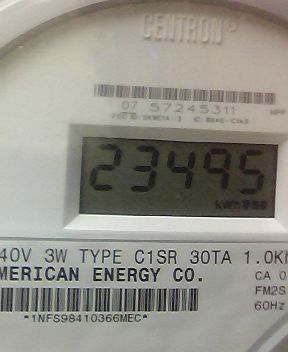 CENTRON®
07 57245311
23495
kWh
40V 3W TYPE C1SR 30TA 1.0K
MERICAN ENERGY CO.
CA 0
FM2S
60Hz
*1NFS98410366MEC*